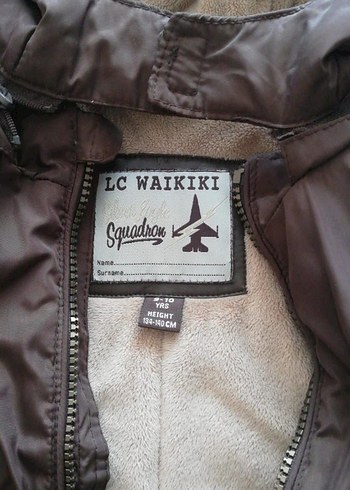 LC WAIKIKI
Squadron
Name
Surname
9-10
YRS
HEIGHT
134-140 CM